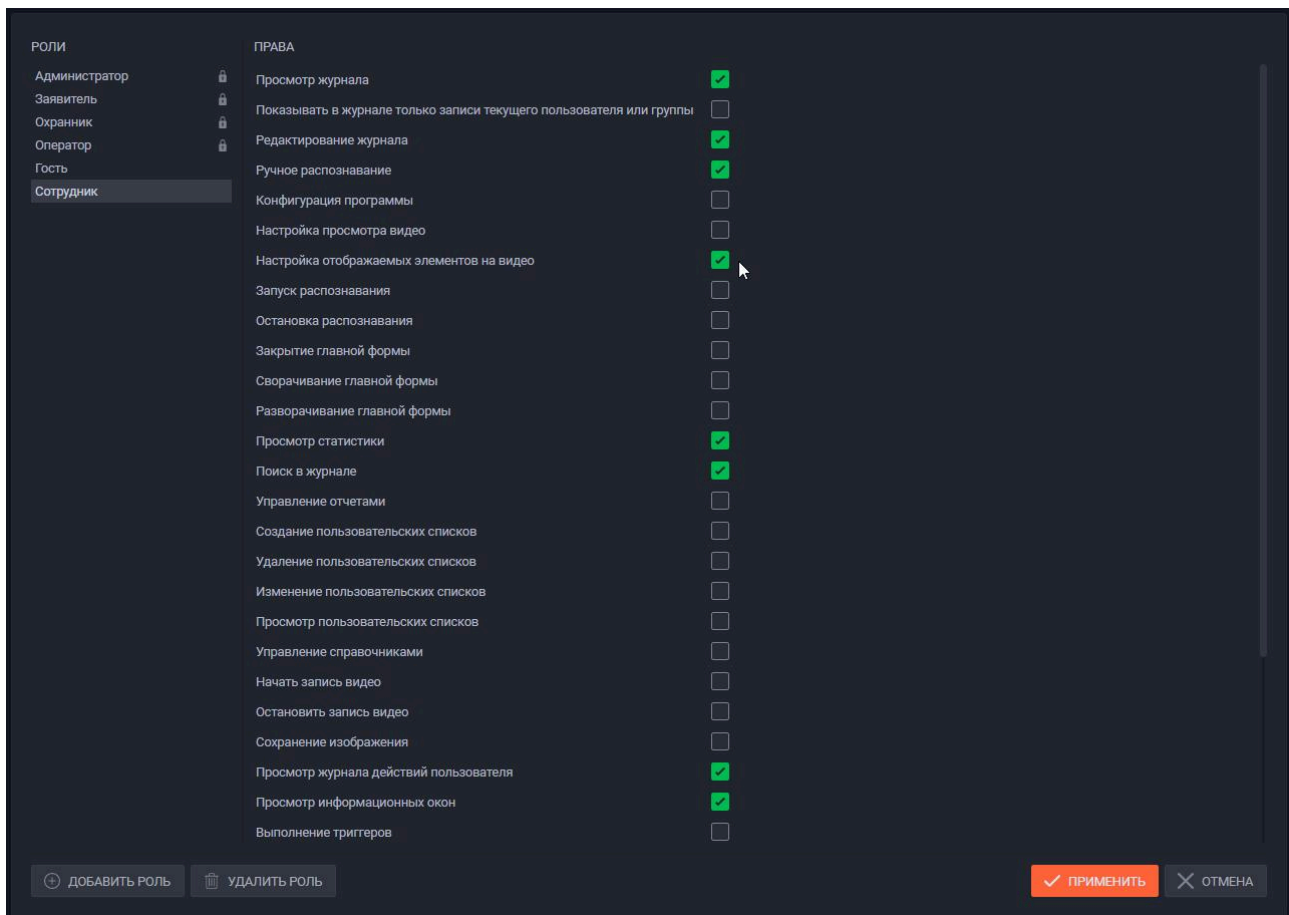 РОЛИ
Администратор
Заявитель
Охранник
Оператор
Гость
Сотрудник
ПРАВА
Просмотр журнала
Показывать в журнале только записи текущего пользователя или группы
Редактирование журнала
Ручное распознавание
Конфигурация программы
Настройка просмотра видео
Настройка отображаемых элементов на видео
Запуск распознавания
Остановка распознавания
Закрытие главной формы
Сворачивание главной формы
Разворачивание главной формы
Просмотр статистики
Поиск в журнале
Управление отчетами
Создание пользовательских списков
Удаление пользовательских списков
Изменение пользовательских списков
Просмотр пользовательских списков
Управление справочниками
Начать запись видео
Остановить запись видео
Сохранение изображения
Просмотр журнала действий пользователя
Просмотр информационных окон
Выполнение триггеров
ДОБАВИТЬ РОЛЬ
УДАЛИТЬ РОЛЬ
ПРИМЕНИТЬ
ОТМЕНА